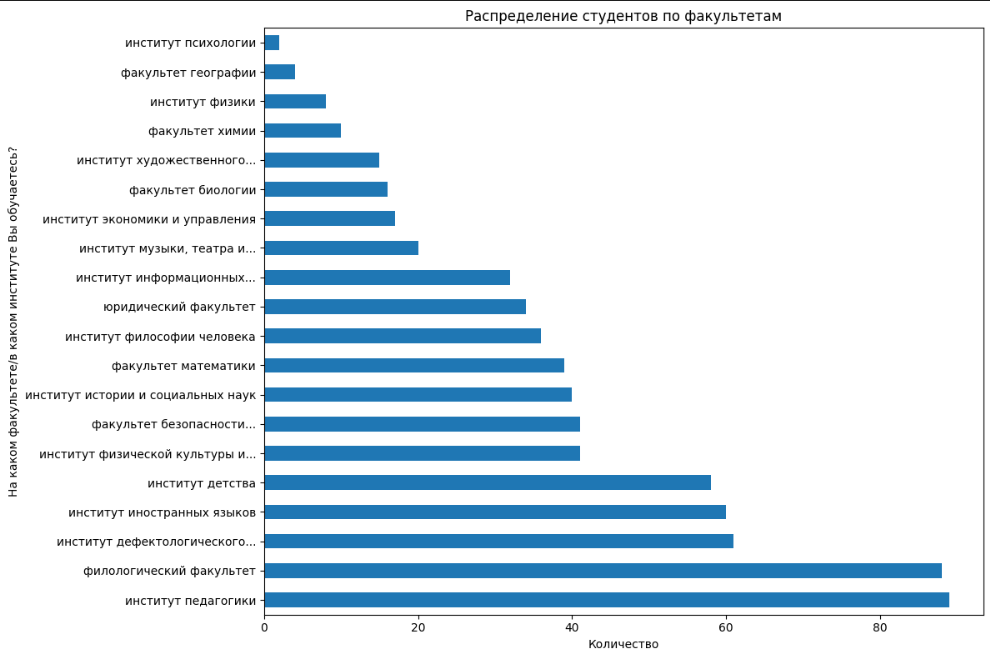 Распределение студентов по факультетам
На каком факультете/в каком институте Вы обучаетесь?
институт психологии
факультет географии
институт физики
факультет химии
институт художественного...
факультет биологии
институт экономики и управления
институт музыки, театра и...
институт информационных...
юридический факультет
институт философии человека
факультет математики
институт истории и социальных наук
факультет безопасности...
институт физической культуры и...
институт детства
институт иностранных языков
институт дефектологического...
филологический факультет
институт педагогики
0 20 40 60 80
Количество